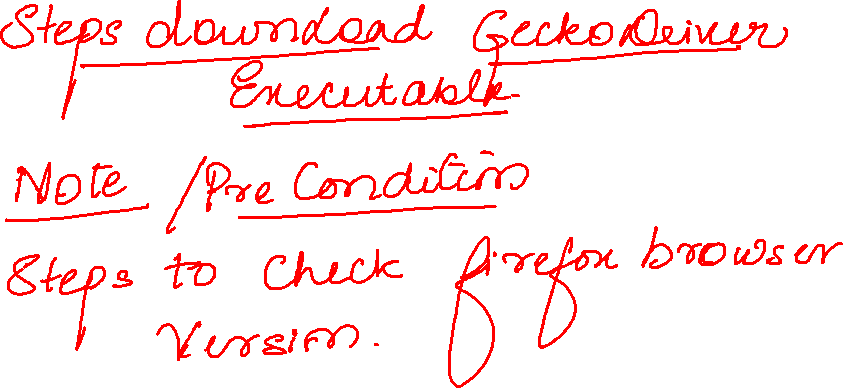 Steps download GeckoDriver
Executable
Note / Pre Condition
Steps to Check firefox browser
Version.